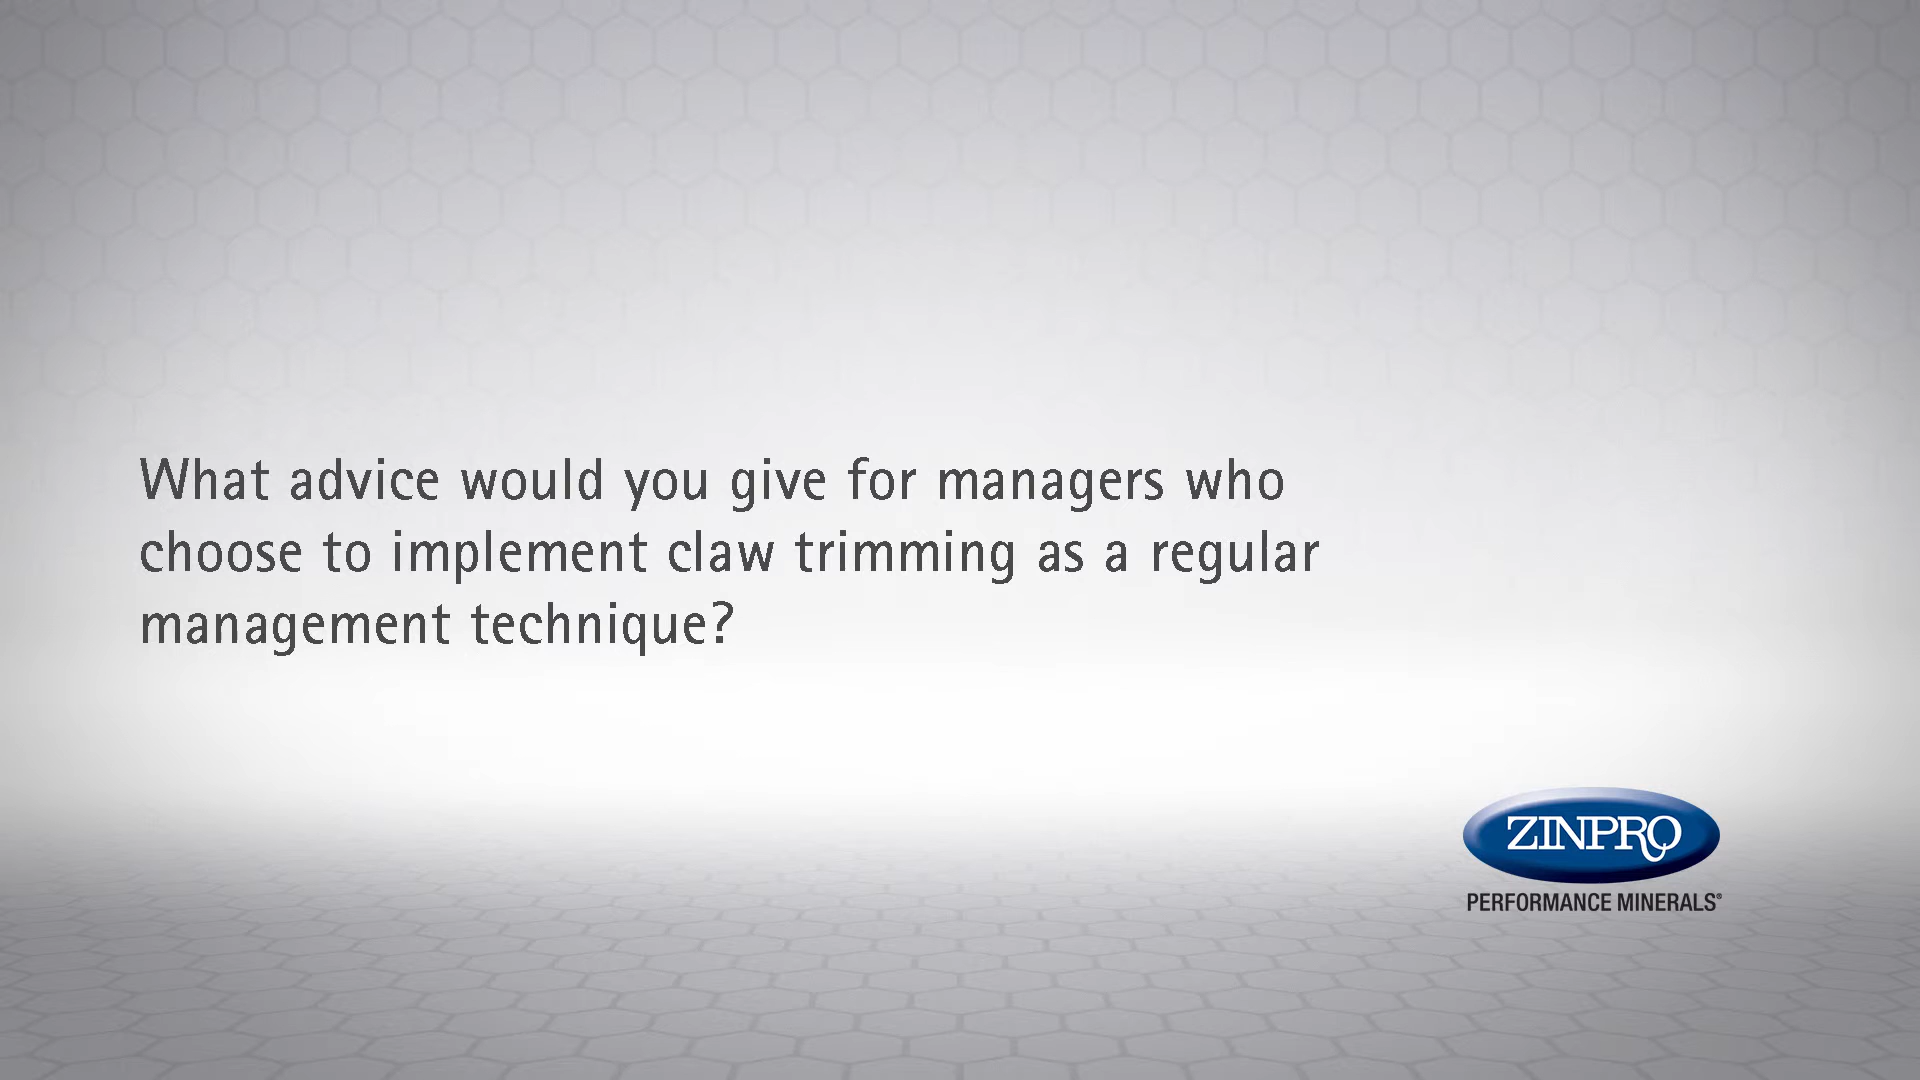 What advice would you give for managers who
choose to implement claw trimming as a regular
management technique?
ZINPRO
PERFORMANCE MINERALS®